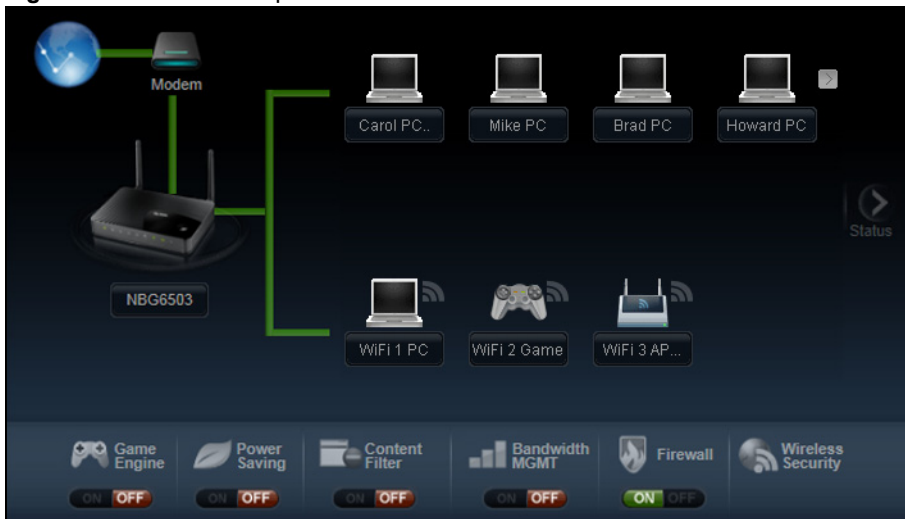 Modem
Carol PC..
Mike PC
Brad PC
Howard PC
Status
NBG6503
WiFi 1 PC
WiFi 2 Game
WiFi 3 AP...
Game
Engine
Power
Saving
Content
Filter
Bandwidth
MGMT
Firewall
Wireless
Security
ON OFF
ON OFF
ON OFF
ON OFF
ON OFF